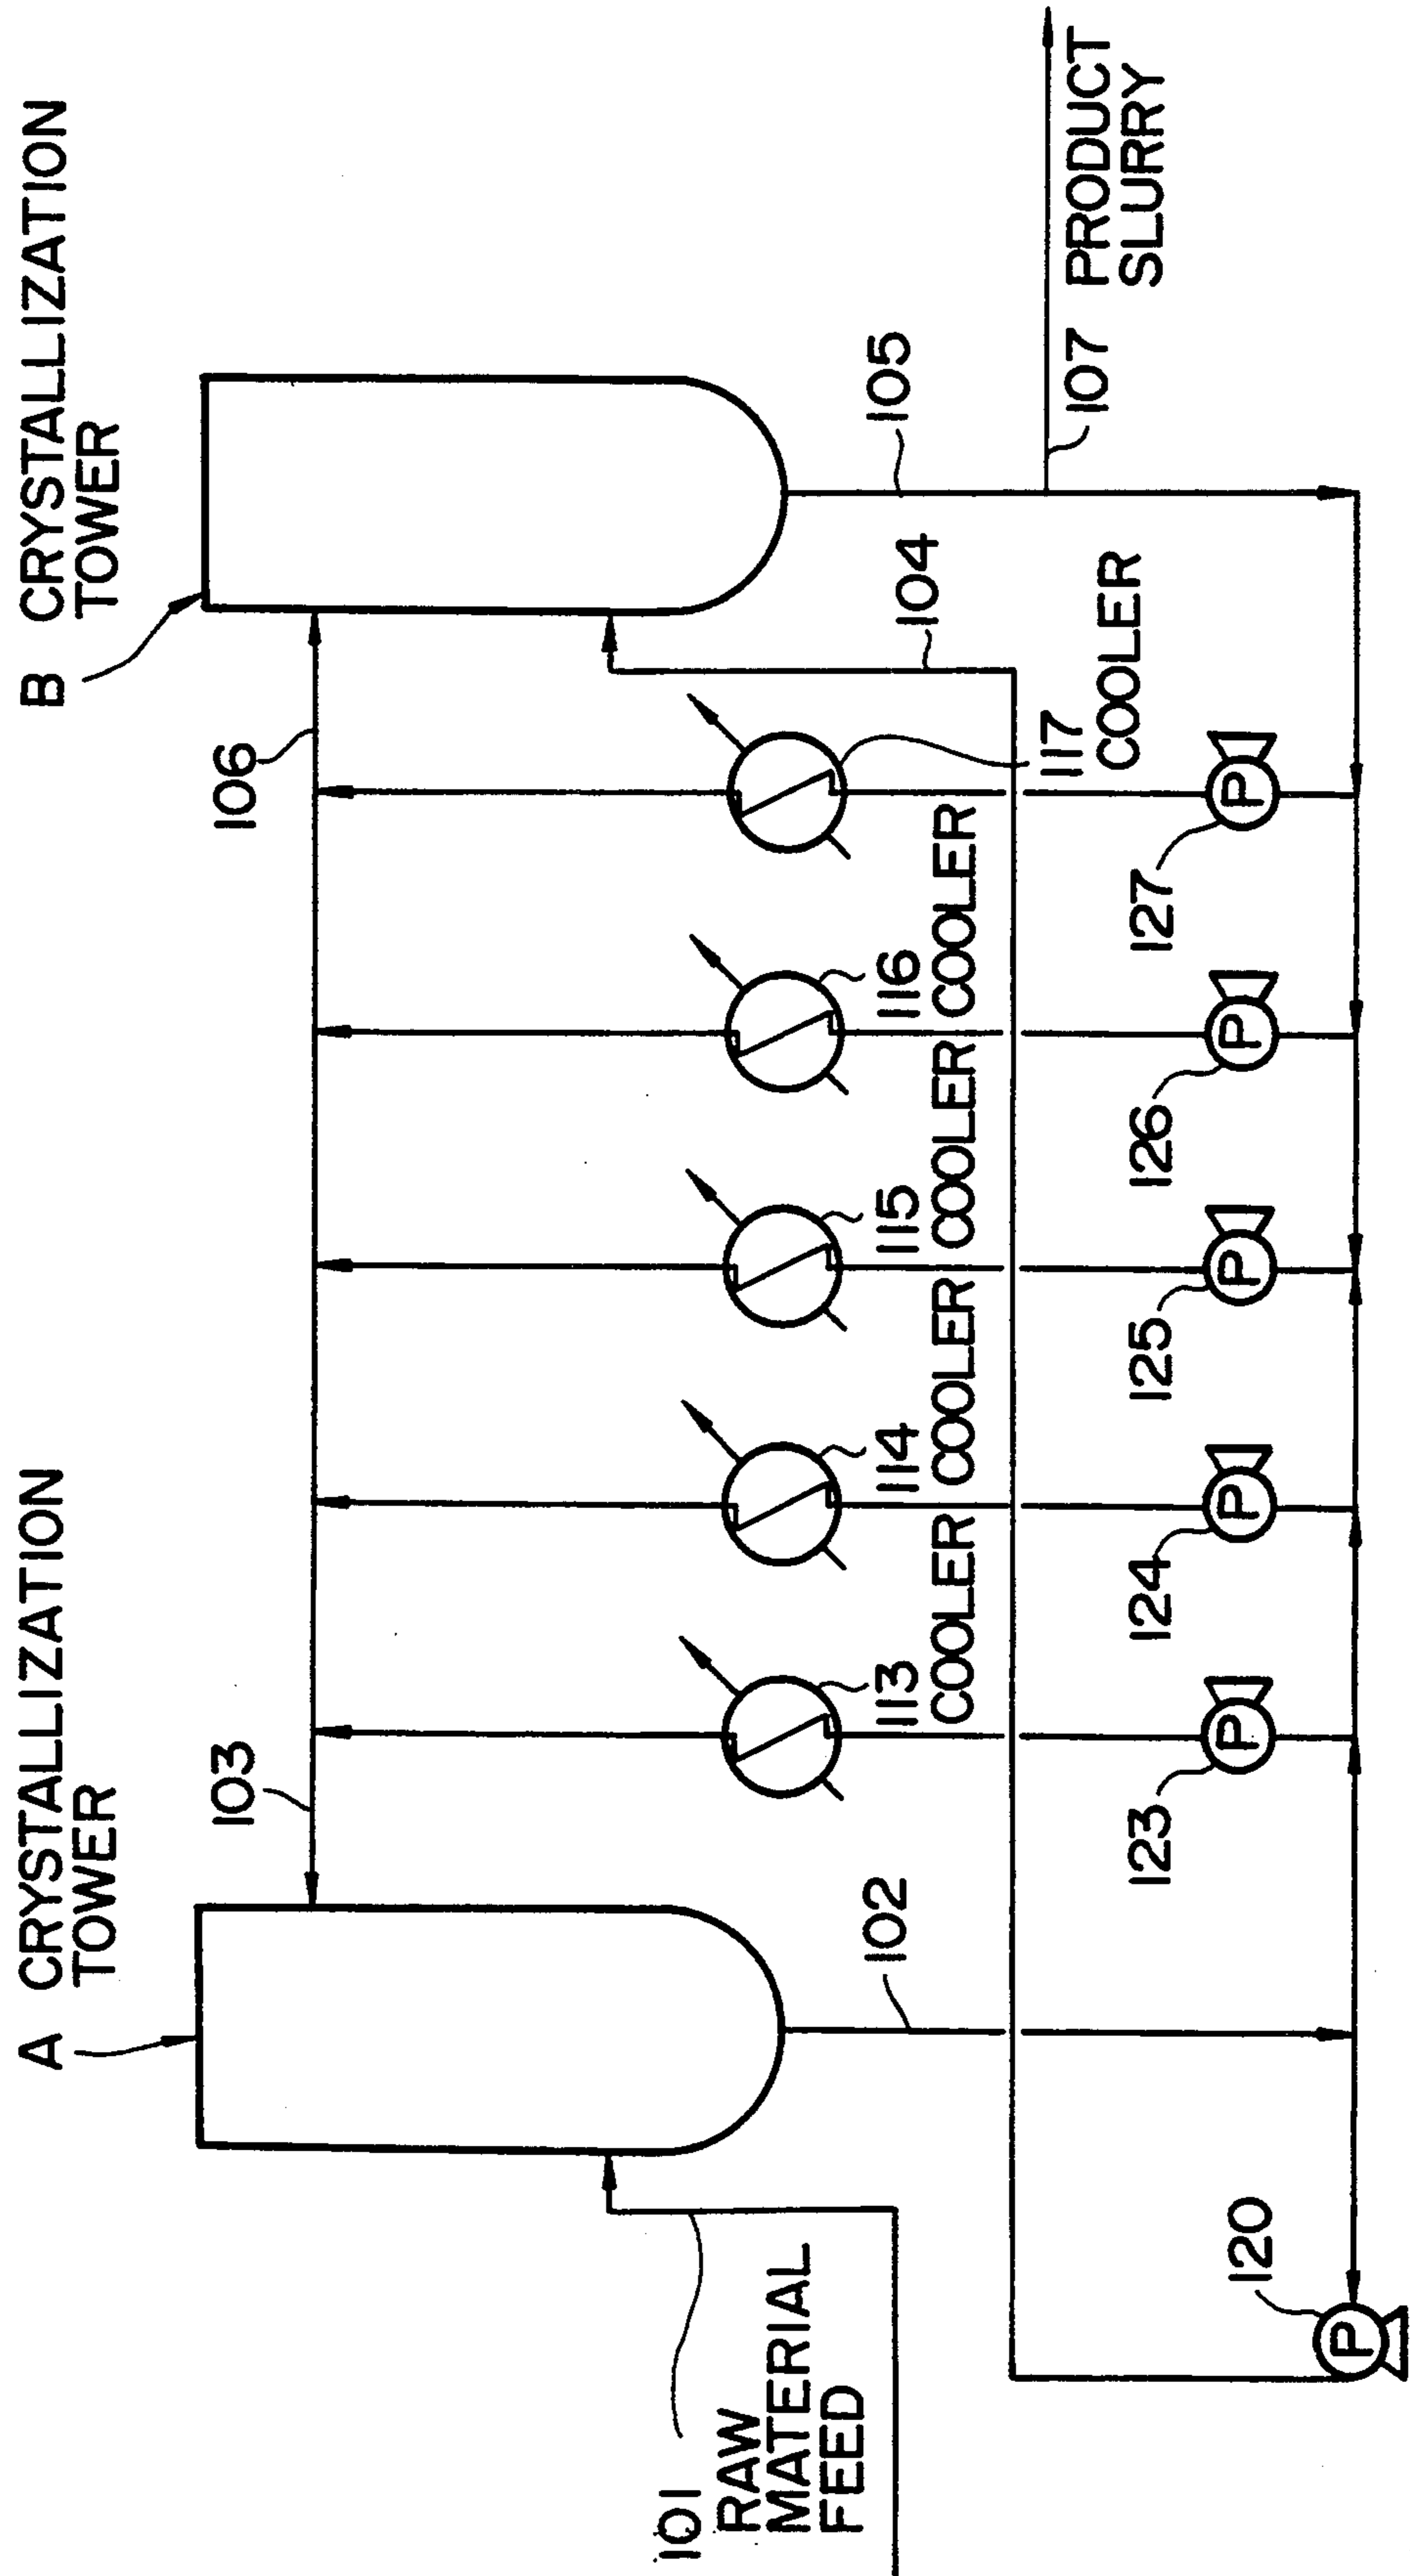 A CRYSTALLIZATION
TOWER
B CRYSTALLIZATION
TOWER
103
106
101
RAW
MATERIAL
FEED
102
113
COOLER
114
COOLER
115
COOLER
116
COOLER
117
COOLER
104
105
107 PRODUCT
SLURRY
120
P
123
P
124
P
125
P
126
P
127
P